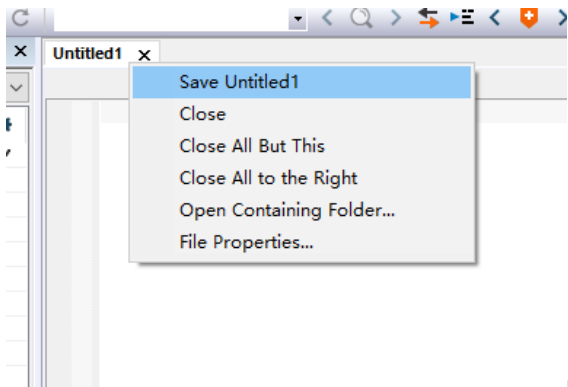 Untitled1
Save Untitled1
Close
Close All But This
Close All to the Right
Open Containing Folder...
File Properties...